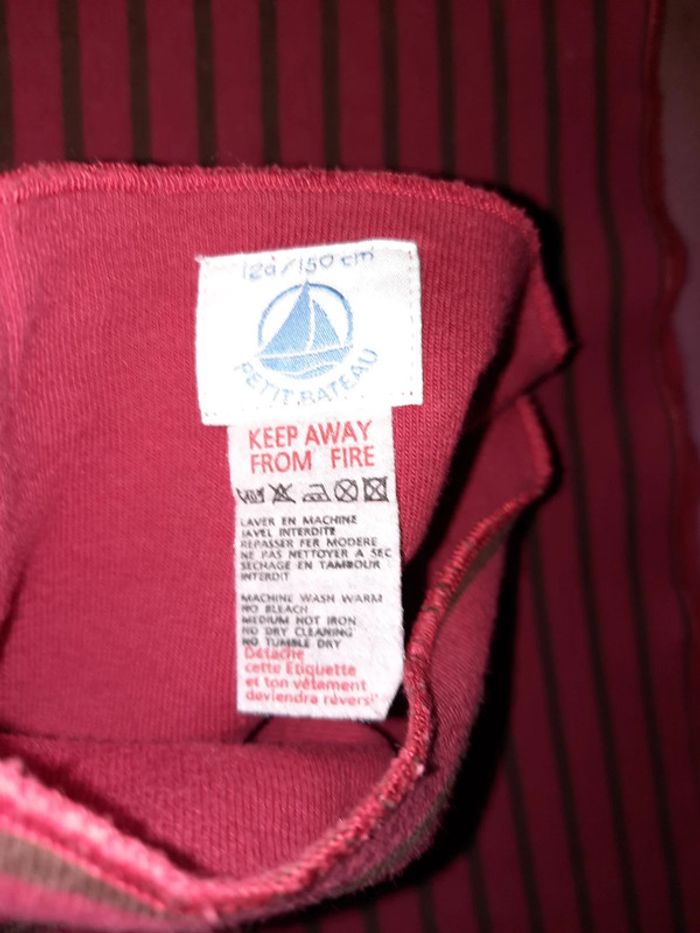 12a/150 cm
PETIT BATEAU
KEEP AWAY
FROM FIRE
LAVER EN MACHINE
JAVEL INTERDITE
REPASSER FER MODERE
NE PAS NETTOYER A SEC
SECHAGE EN TAMBOUR
INTERDIT
MACHINE WASH WARM
NO BLEACH
MEDIUM HOT IRON
NO DRY CLEANING
NO TUMBLE DRY
Détache
cette Etiquette
et ton vêtement
deviendra réversi